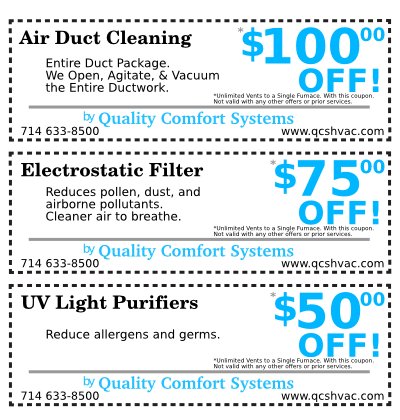 Air Duct Cleaning
*$100⁰⁰
OFF!
Entire Duct Package.
We Open, Agitate, & Vacuum
the Entire Ductwork.
*Unlimited Vents to a Single Furnace. With this coupon.
Not valid with any other offers or prior services.
by Quality Comfort Systems
714 633-8500
www.qcshvac.com
Electrostatic Filter
*$75⁰⁰
OFF!
Reduces pollen, dust, and
airborne pollutants.
Cleaner air to breathe.
*Unlimited Vents to a Single Furnace. With this coupon.
Not valid with any other offers or prior services.
by Quality Comfort Systems
714 633-8500
www.qcshvac.com
UV Light Purifiers
*$50⁰⁰
OFF!
Reduce allergens and germs.
*Unlimited Vents to a Single Furnace. With this coupon.
Not valid with any other offers or prior services.
by Quality Comfort Systems
714 633-8500
www.qcshvac.com